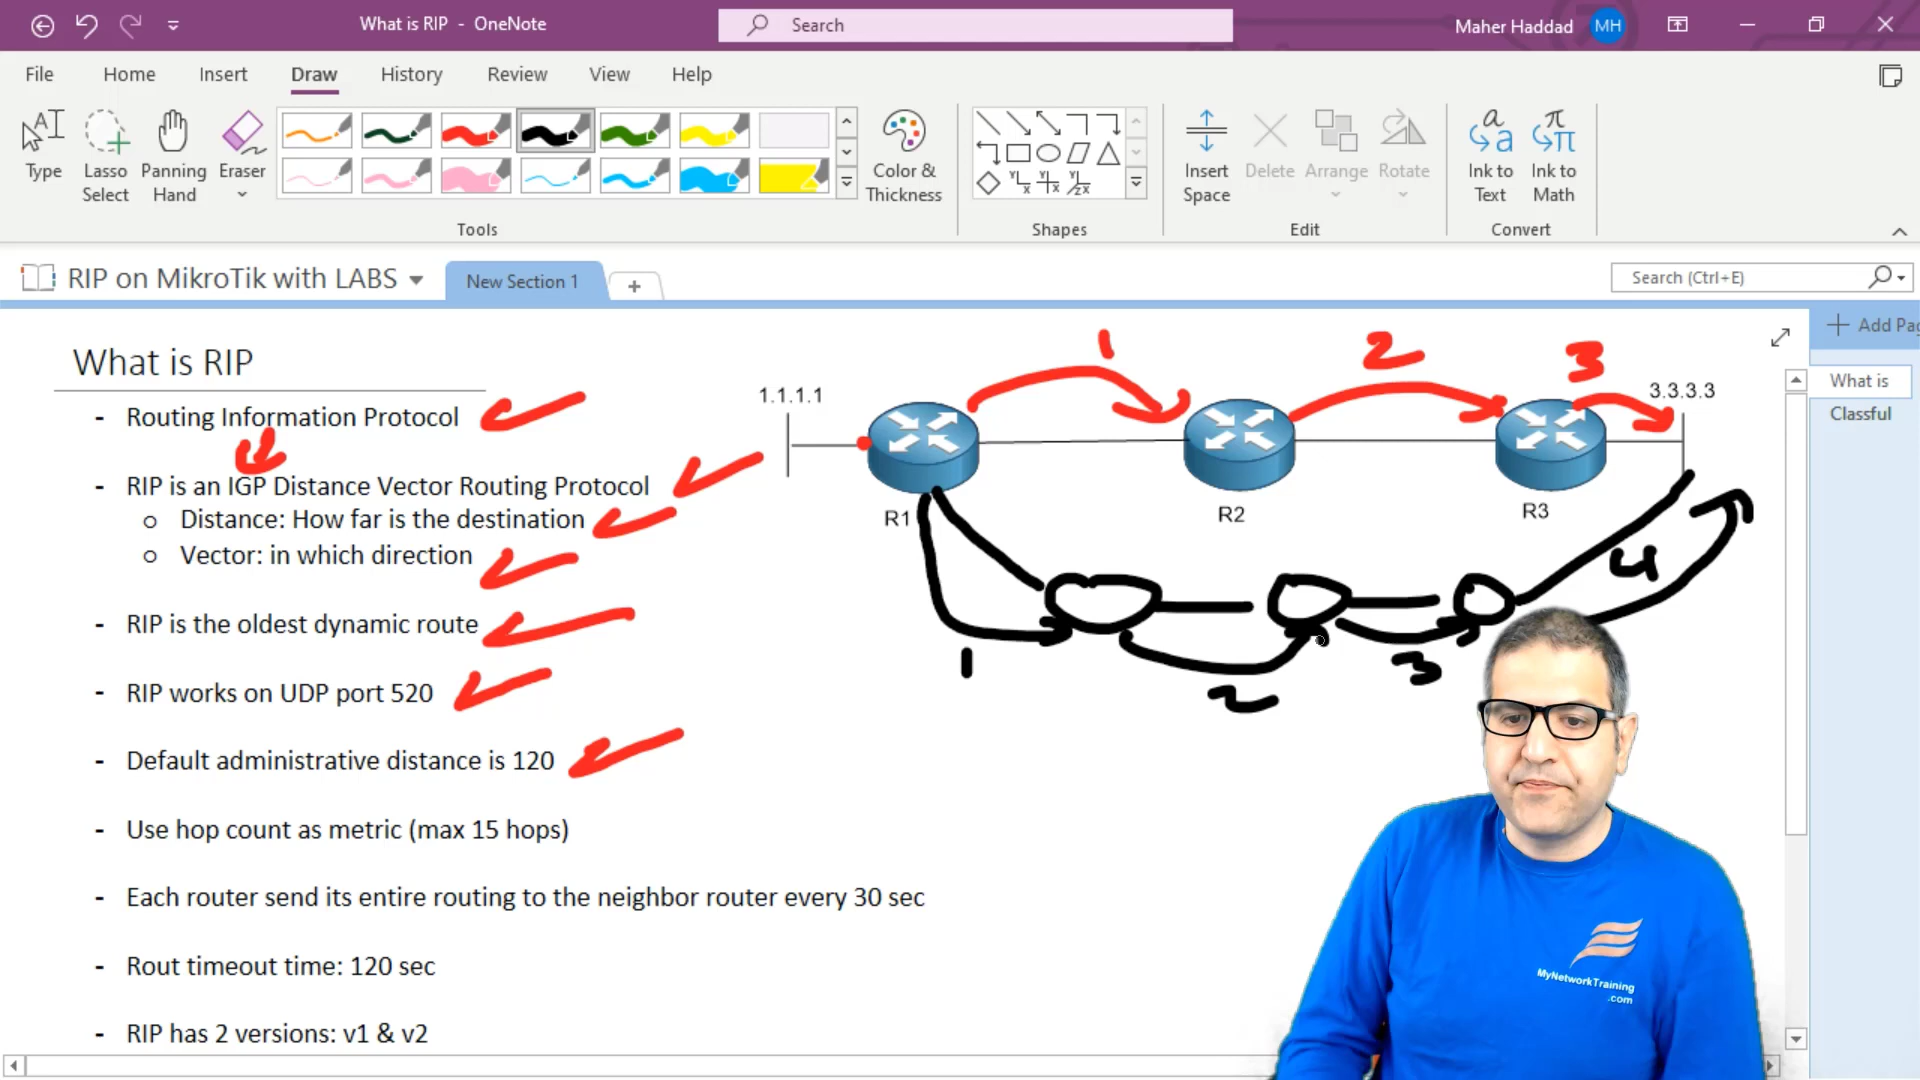 What is RIP - OneNote
Search
Maher Haddad
MH
File
Home
Insert
Draw
History
Review
View
Help
Type
Lasso Select
Panning Hand
Eraser
Color & Thickness
Insert Space
Delete
Arrange
Rotate
Ink to Text
Ink to Math
Tools
Shapes
Edit
Convert
RIP on MikroTik with LABS
New Section 1
Search (Ctrl+E)
Add Pag
What is
Classful
What is RIP
- Routing Information Protocol
- RIP is an IGP Distance Vector Routing Protocol
o Distance: How far is the destination
o Vector: in which direction
- RIP is the oldest dynamic route
- RIP works on UDP port 520
- Default administrative distance is 120
- Use hop count as metric (max 15 hops)
- Each router send its entire routing to the neighbor router every 30 sec
- Rout timeout time: 120 sec
- RIP has 2 versions: v1 & v2
1
2
3
1.1.1.1
3.3.3.3
R1
R2
R3
4
1
2
3
MyNetworkTraining
.com